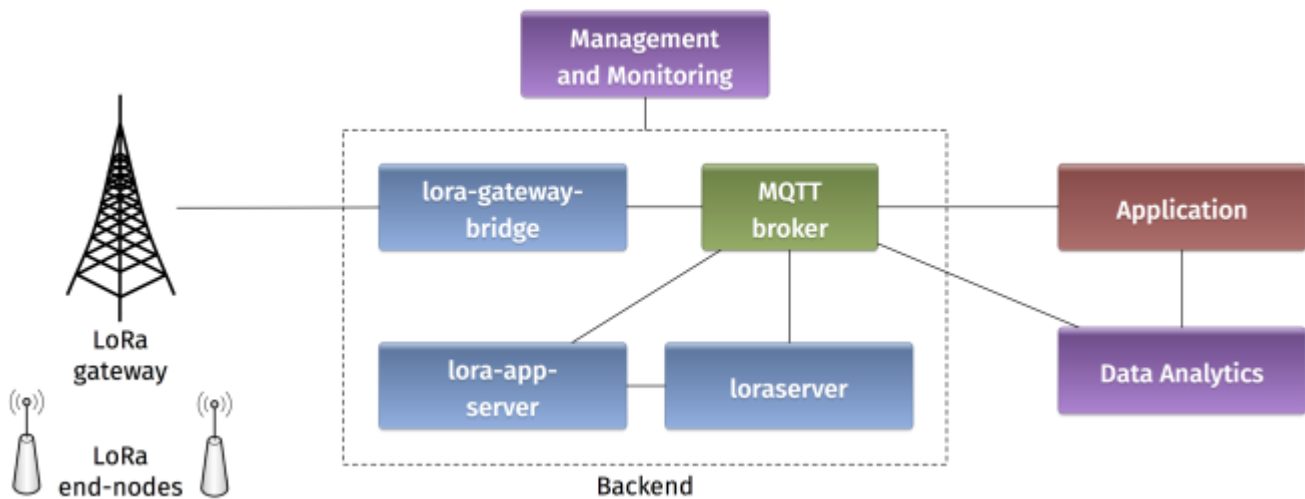 Management
and Monitoring
lora-gateway-
bridge
MQTT
broker
Application
LoRa
gateway
lora-app-
server
loraserver
Data Analytics
LoRa
end-nodes
Backend